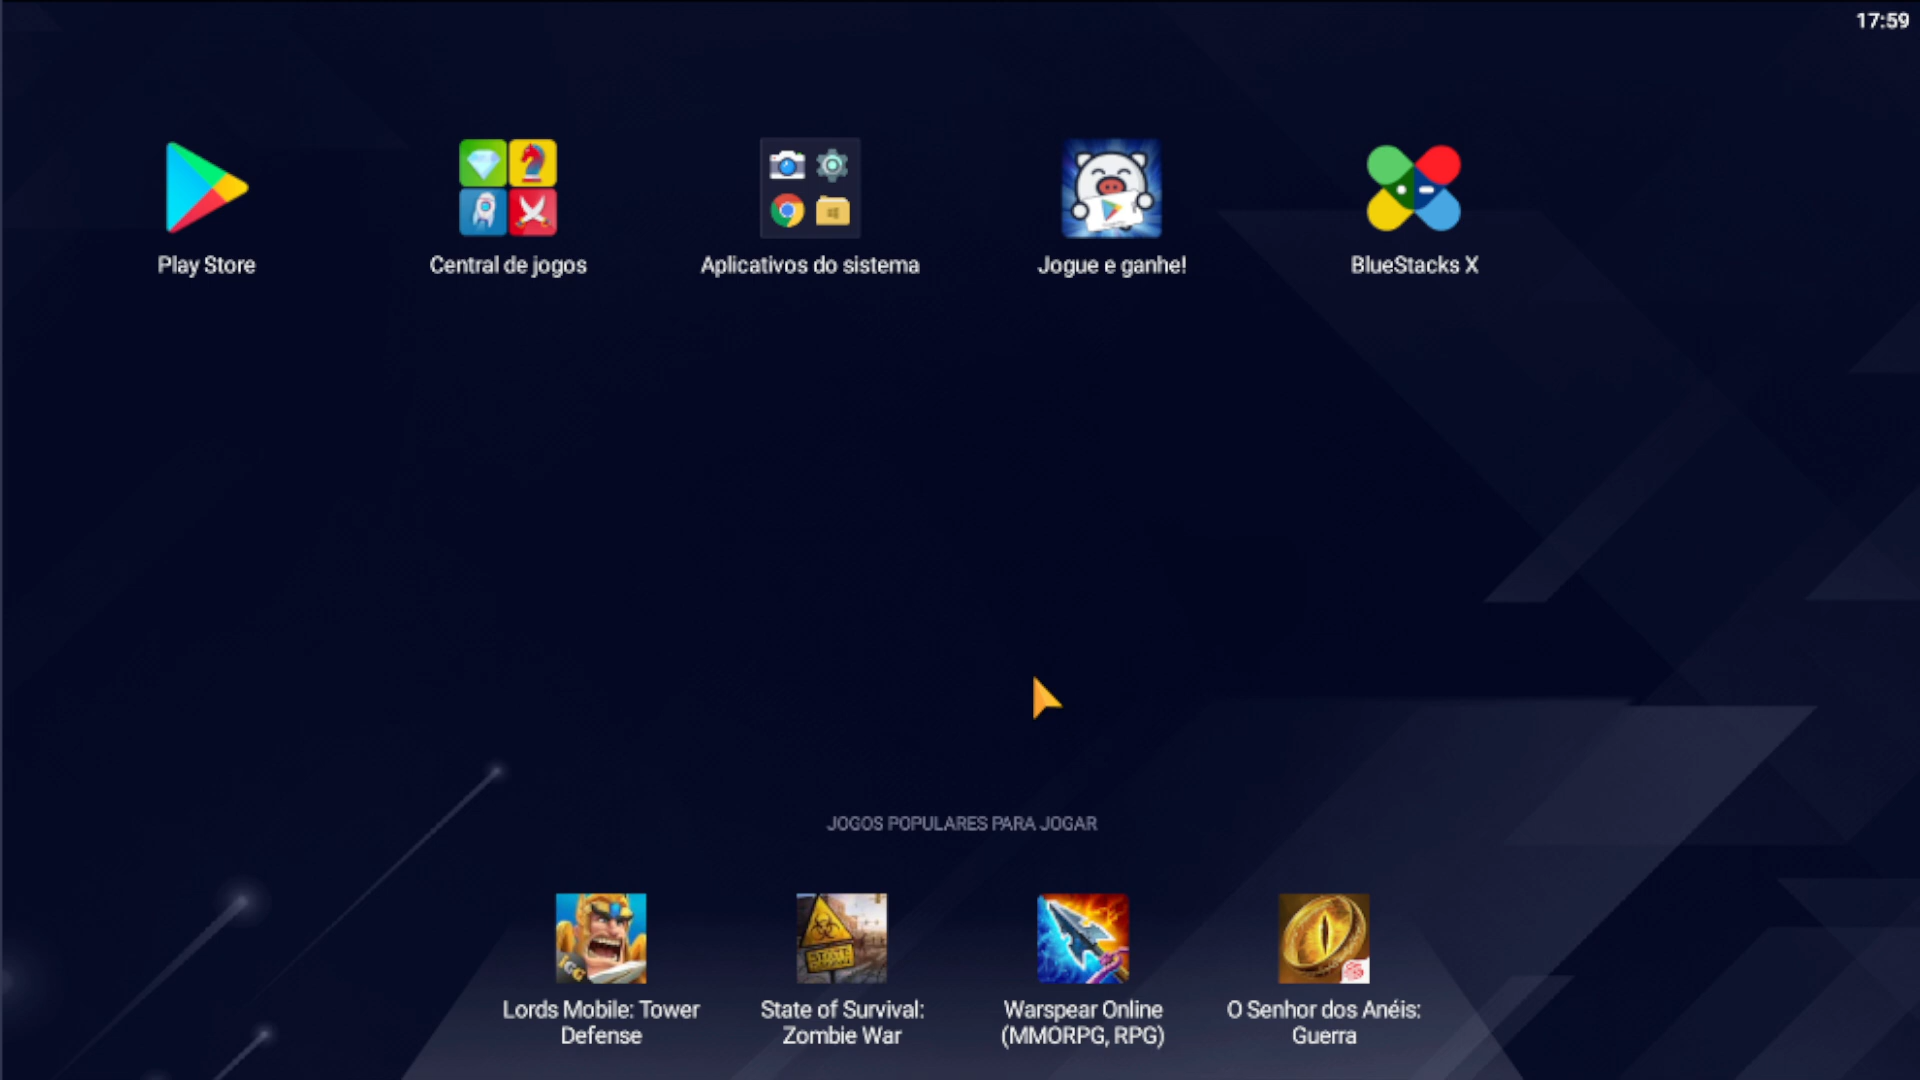 17:59
Play Store
Central de jogos
Aplicativos do sistema
Jogue e ganhe!
BlueStacks X
JOGOS POPULARES PARA JOGAR
IGG
Lords Mobile: Tower
Defense
State of Survival:
Zombie War
Warspear Online
(MMORPG, RPG)
O Senhor dos Anéis:
Guerra